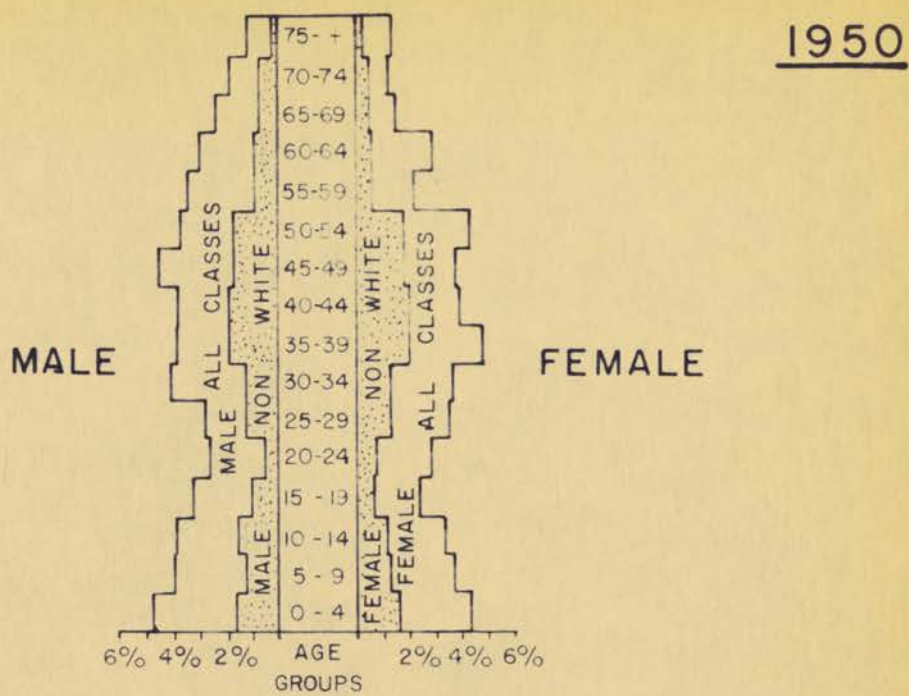 1950
75- +
70-74
65-69
60-64
55-59
50-54
45-49
40-44
35-39
30-34
25-29
20-24
15 - 19
10 - 14
5 - 9
0 - 4
MALE
FEMALE
MALE ALL CLASSES
MALE NON WHITE
FEMALE NON WHITE
FEMALE ALL CLASSES
6% 4% 2% AGE 2% 4% 6%
GROUPS